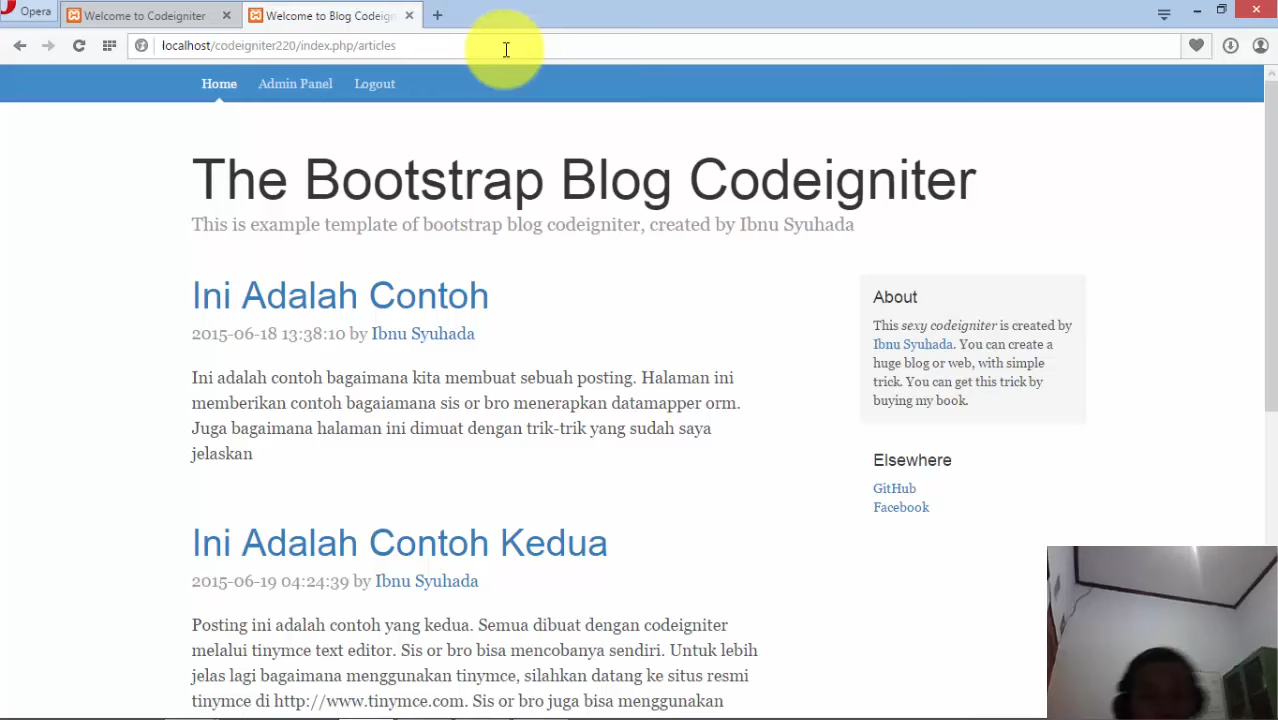 Opera
Welcome to Codeigniter
Welcome to Blog Codeign
localhost/codeigniter220/index.php/articles
Home Admin Panel Logout
The Bootstrap Blog Codeigniter
This is example template of bootstrap blog codeigniter, created by Ibnu Syuhada
Ini Adalah Contoh
2015-06-18 13:38:10 by Ibnu Syuhada
Ini adalah contoh bagaimana kita membuat sebuah posting. Halaman ini
memberikan contoh bagaiamana sis or bro menerapkan datamapper orm.
Juga bagaimana halaman ini dimuat dengan trik-trik yang sudah saya
jelaskan
Ini Adalah Contoh Kedua
2015-06-19 04:24:39 by Ibnu Syuhada
Posting ini adalah contoh yang kedua. Semua dibuat dengan codeigniter
melalui tinymce text editor. Sis or bro bisa mencobanya sendiri. Untuk lebih
jelas lagi bagaimana menggunakan tinymce, silahkan datang ke situs resmi
tinymce di http://www.tinymce.com. Sis or bro juga bisa menggunakan
About
This sexy codeigniter is created by
Ibnu Syuhada. You can create a
huge blog or web, with simple
trick. You can get this trick by
buying my book.
Elsewhere
GitHub
Facebook